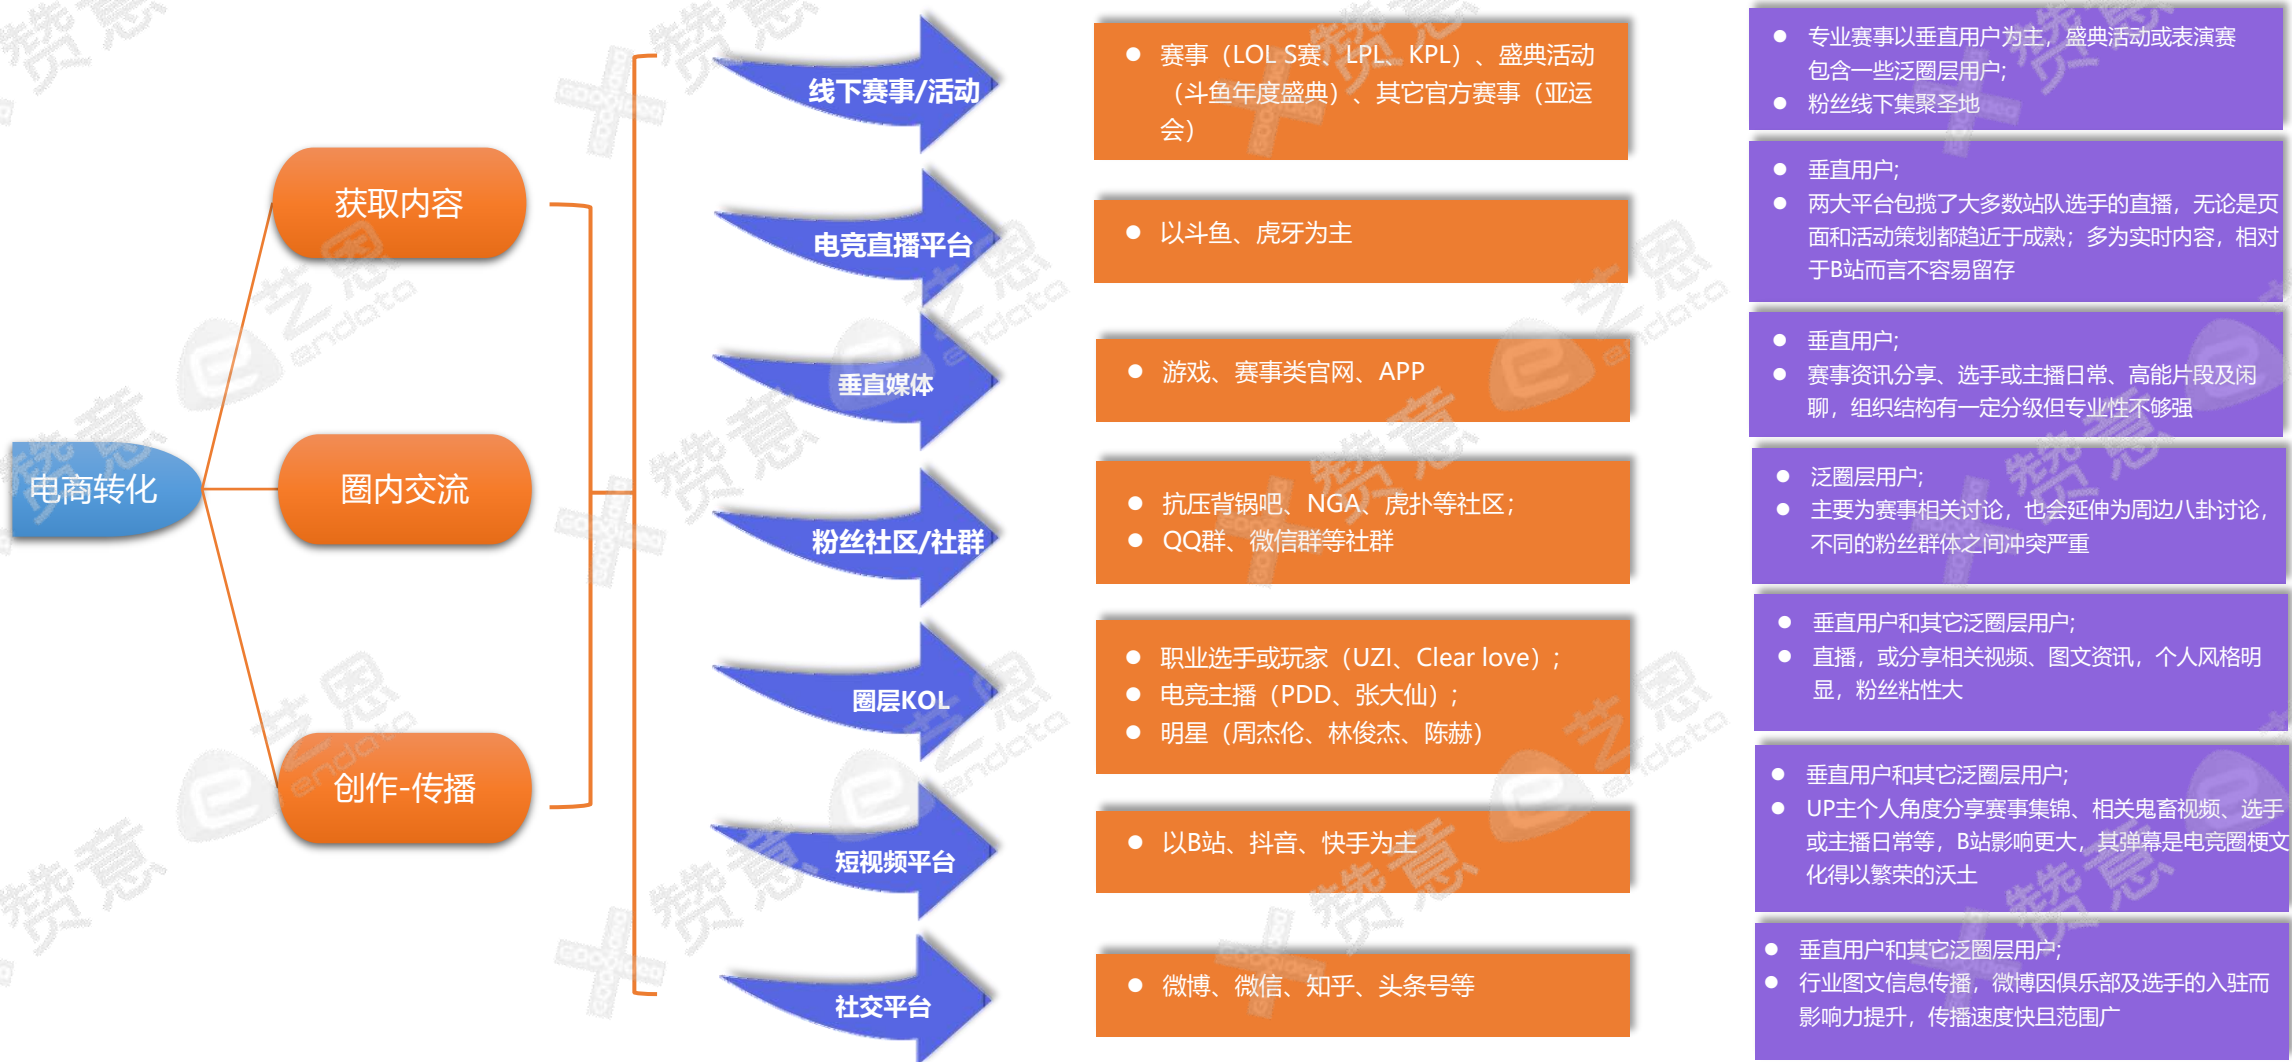 电商转化
获取内容
圈内交流
创作-传播
线下赛事/活动
赛事（LOL S赛、LPL、KPL）、盛典活动
（斗鱼年度盛典）、其它官方赛事（亚运
会）
专业赛事以垂直用户为主，盛典活动或表演赛
包含一些泛圈层用户;
粉丝线下集聚圣地
电竞直播平台
以斗鱼、虎牙为主
垂直用户;
两大平台包揽了大多数站队选手的直播，无论是页
面和活动策划都趋近于成熟；多为实时内容，相对
于B站而言不容易留存
垂直媒体
游戏、赛事类官网、APP
垂直用户;
赛事资讯分享、选手或主播日常、高能片段及闲
聊，组织结构有一定分级但专业性不够强
粉丝社区/社群
抗压背锅吧、NGA、虎扑等社区；
QQ群、微信群等社群
泛圈层用户;
主要为赛事相关讨论，也会延伸为周边八卦讨论，
不同的粉丝群体之间冲突严重
圈层KOL
职业选手或玩家（UZI、Clear love）；
电竞主播（PDD、张大仙）；
明星（周杰伦、林俊杰、陈赫）
垂直用户和其它泛圈层用户;
直播，或分享相关视频、图文资讯，个人风格明
显，粉丝粘性大
短视频平台
以B站、抖音、快手为主
垂直用户和其它泛圈层用户;
UP主个人角度分享赛事集锦、相关鬼畜视频、选手
或主播日常等，B站影响更大，其弹幕是电竞圈梗文
化得以繁荣的沃土
社交平台
微博、微信、知乎、头条号等
垂直用户和其它泛圈层用户;
行业图文信息传播，微博因俱乐部及选手的入驻而
影响力提升，传播速度快且范围广
赞意
艺恩
endata